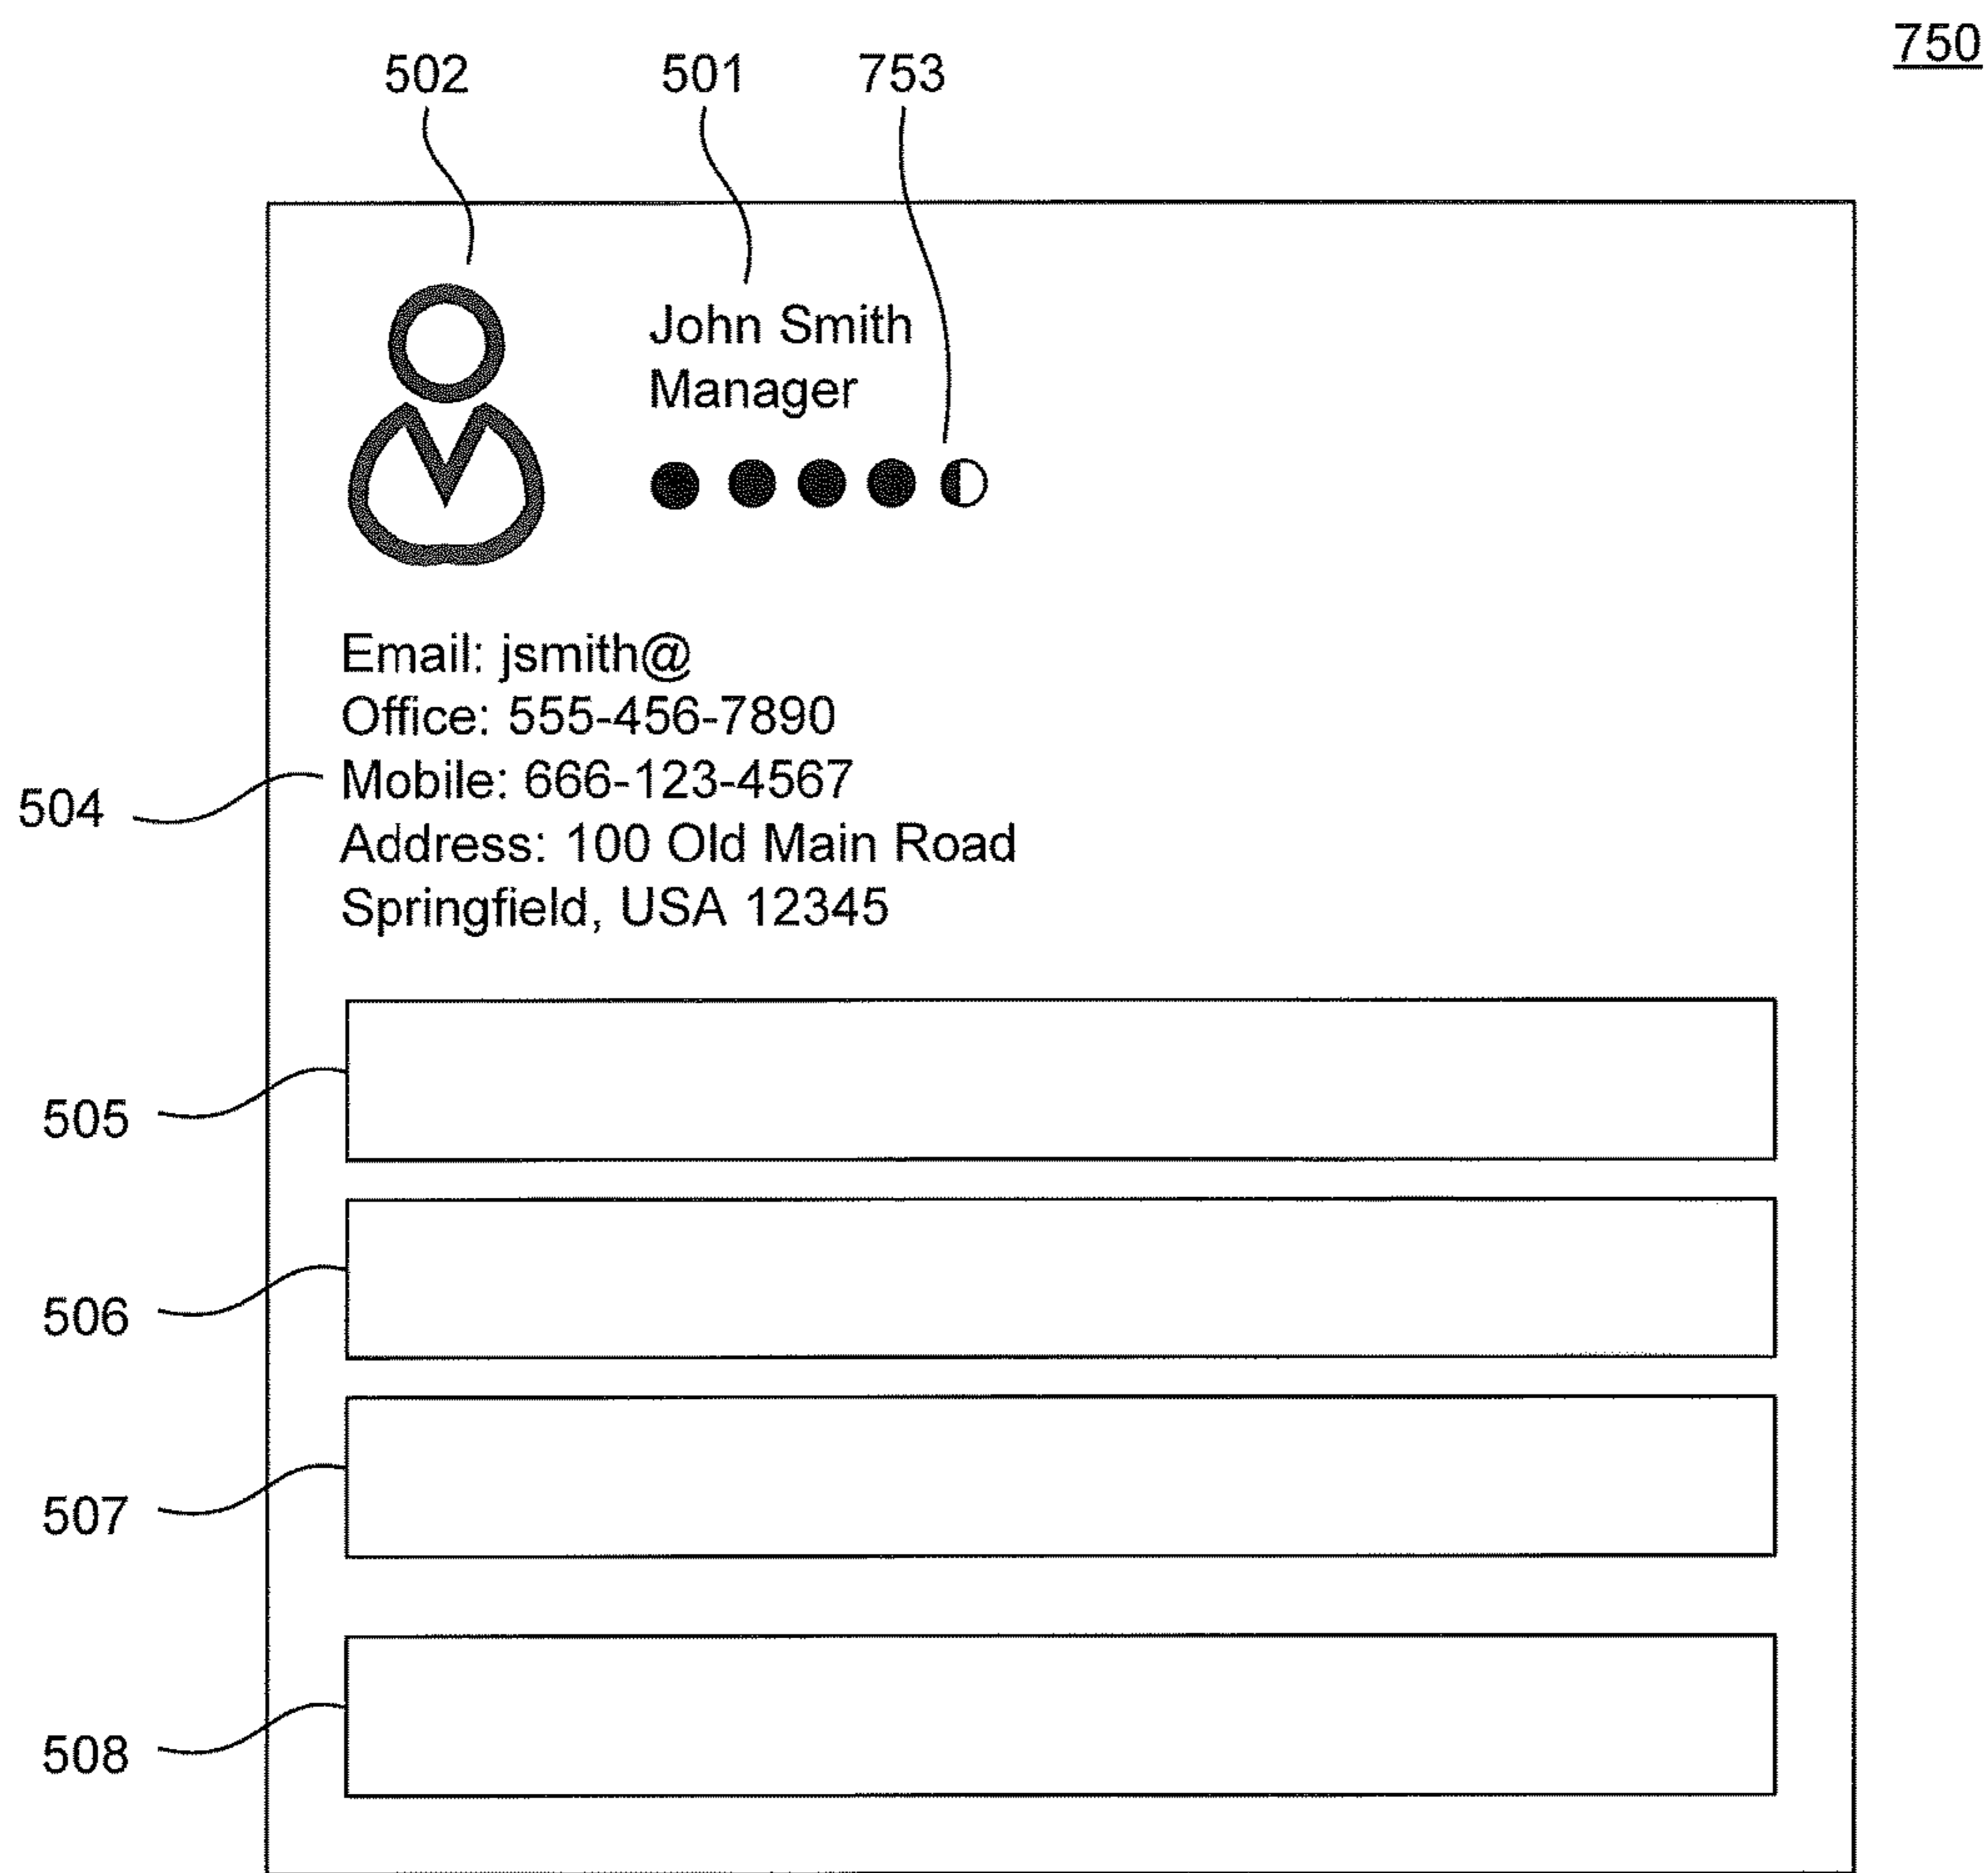 750
502 501 753
John Smith
Manager
Email: jsmith@
Office: 555-456-7890
504
Mobile: 666-123-4567
Address: 100 Old Main Road
Springfield, USA 12345
505
506
507
508